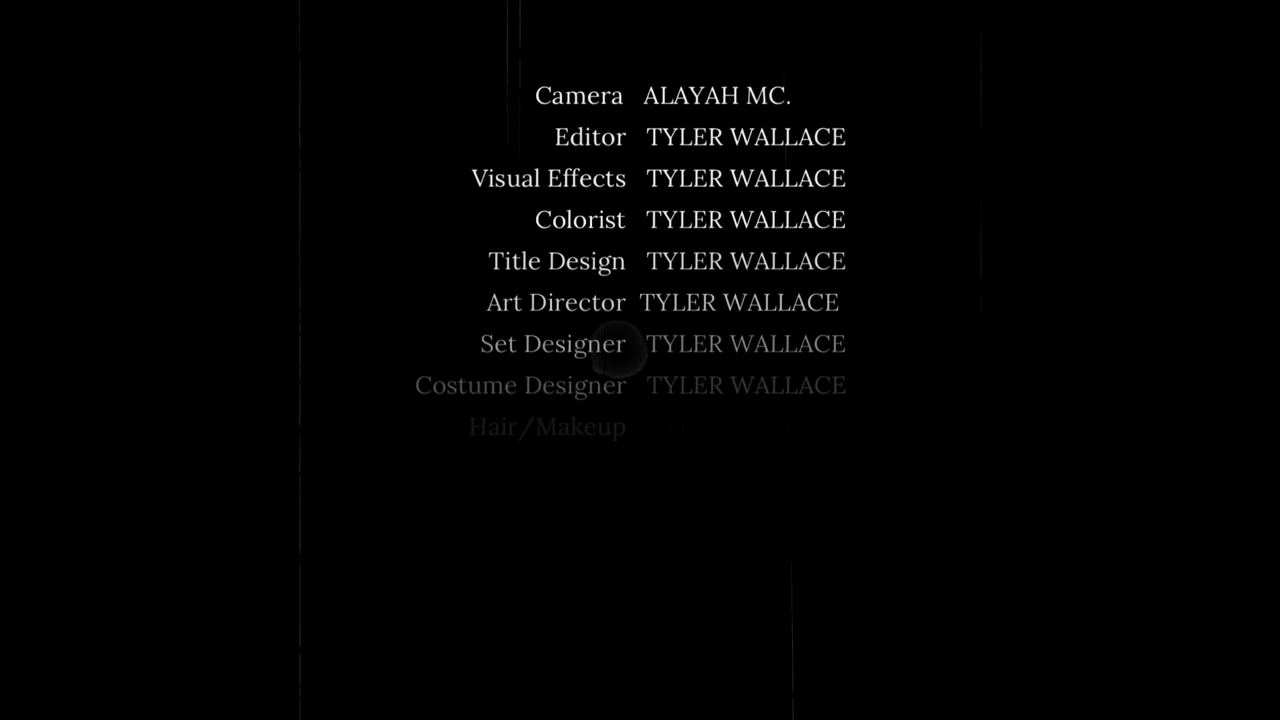 Camera ALAYAH MC.
Editor TYLER WALLACE
Visual Effects TYLER WALLACE
Colorist TYLER WALLACE
Title Design TYLER WALLACE
Art Director TYLER WALLACE
Set Designer TYLER WALLACE
Costume Designer TYLER WALLACE
Hair/Makeup